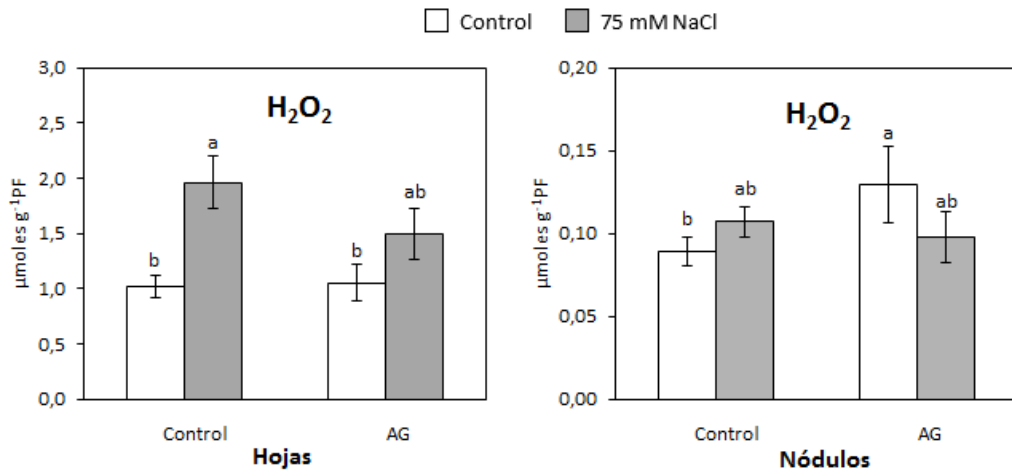 Control 75 mM NaCl
H₂O₂
µmoles g⁻¹PF
3,0
2,5
2,0
1,5
1,0
0,5
0,0
b
a
b
ab
Control AG
Hojas
H₂O₂
µmoles g⁻¹PF
0,20
0,15
0,10
0,05
0,00
b
ab
a
ab
Control AG
Nódulos